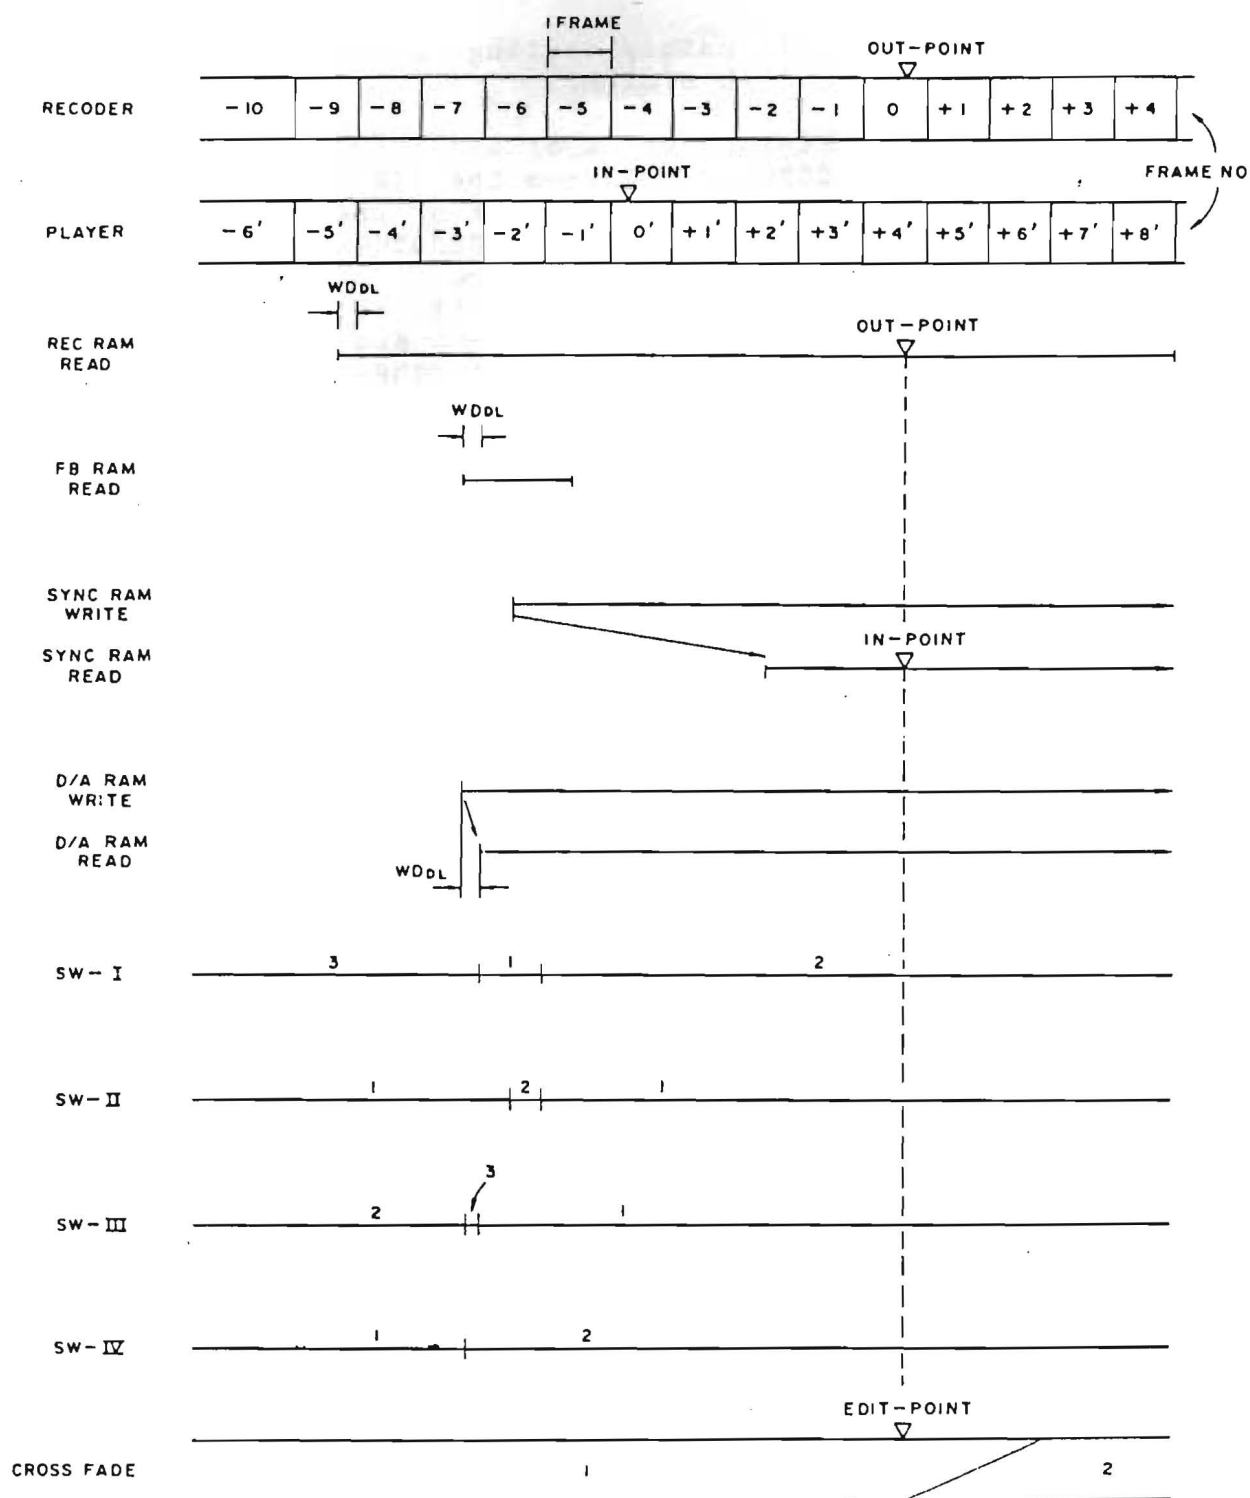 1 FRAME
OUT-POINT
RECODER -10 -9 -8 -7 -6 -5 -4 -3 -2 -1 0 +1 +2 +3 +4
FRAME NO
IN-POINT
PLAYER -6' -5' -4' -3' -2' -1' 0' +1' +2' +3' +4' +5' +6' +7' +8'
WDDL
OUT-POINT
REC RAM
READ
WDDL
FB RAM
READ
SYNC RAM
WRITE
IN-POINT
SYNC RAM
READ
D/A RAM
WRITE
D/A RAM
READ
WDDL
SW-I 3 1 2
SW-II 1 2 1
3
SW-III 2 1
SW-IV 1 2
EDIT-POINT
CROSS FADE 1 2